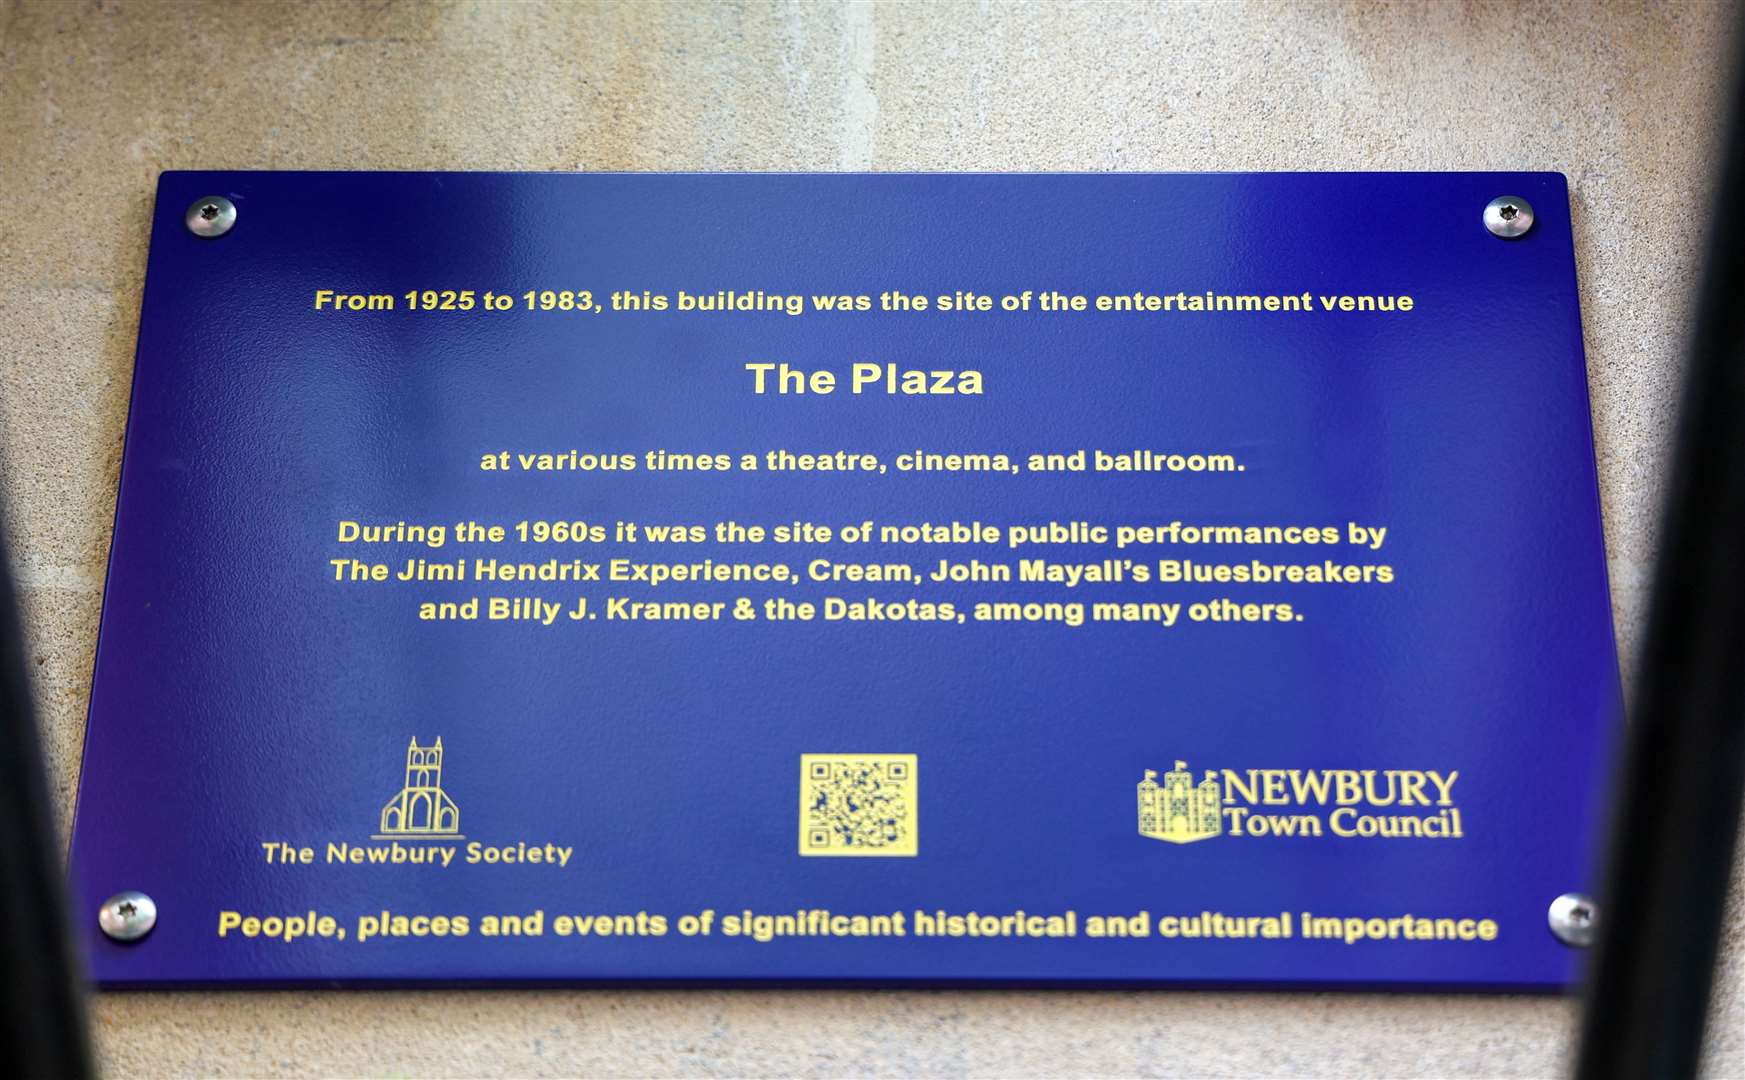 From 1925 to 1983, this building was the site of the entertainment venue
The Plaza
at various times a theatre, cinema, and ballroom.
During the 1960s it was the site of notable public performances by
The Jimi Hendrix Experience, Cream, John Mayall's Bluesbreakers
and Billy J. Kramer & the Dakotas, among many others.
The Newbury Society
NEWBURY
Town Council
People, places and events of significant historical and cultural importance